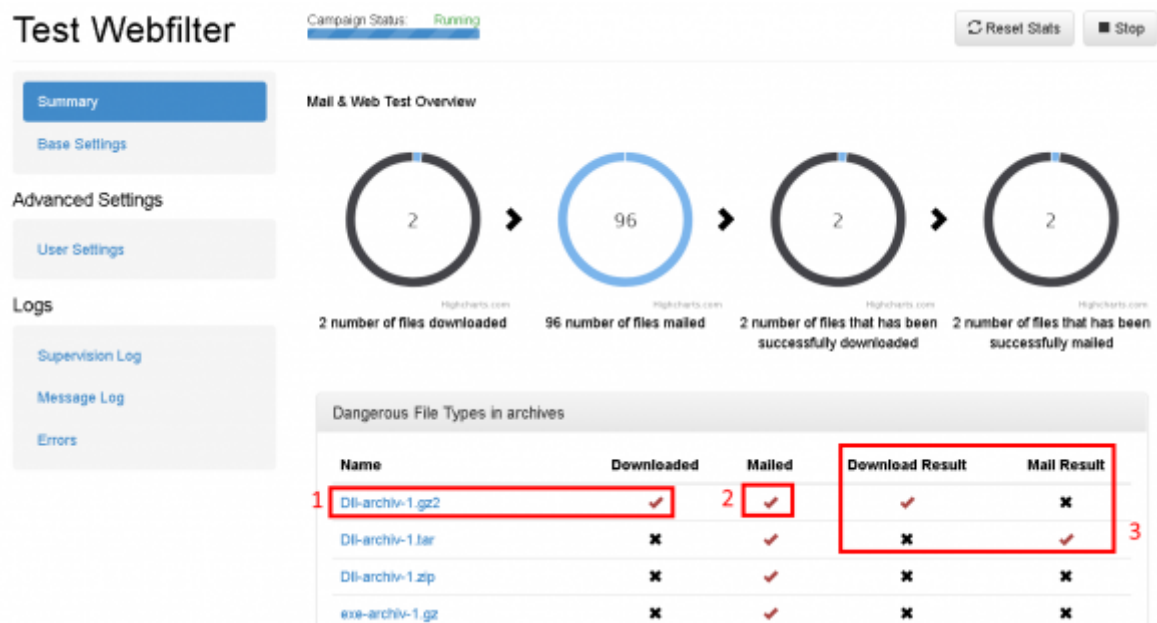 Test Webfilter
Campaign Status: Running
Reset Stats
Stop
Summary
Base Settings
Advanced Settings
User Settings
Logs
Supervision Log
Message Log
Errors
Mail & Web Test Overview
2
96
2
2
Highcharts.com
Highcharts.com
Highcharts.com
Highcharts.com
2 number of files downloaded
96 number of files mailed
2 number of files that has been
successfully downloaded
2 number of files that has been
successfully mailed
Dangerous File Types in archives
Name Downloaded Mailed Download Result Mail Result
1 Dll-archiv-1.gz2 2
Dll-archiv-1.tar 3
Dll-archiv-1.zip
exe-archiv-1.gz